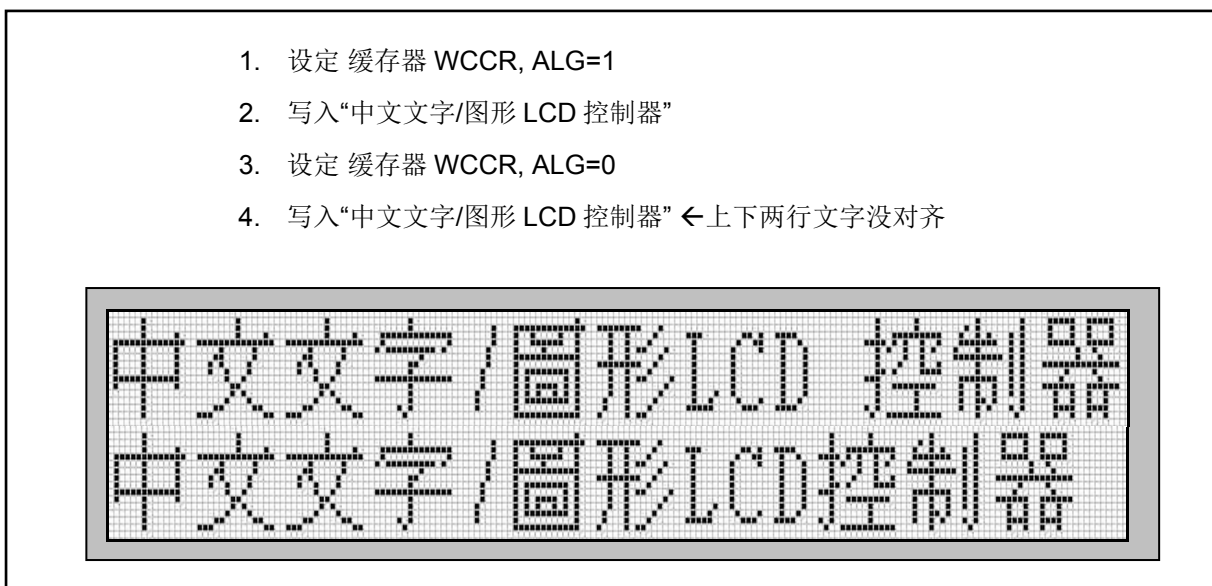 1. 设定 缓存器 WCCR, ALG=1
2. 写入“中文文字/图形 LCD 控制器”
3. 设定 缓存器 WCCR, ALG=0
4. 写入“中文文字/图形 LCD 控制器” ←上下两行文字没对齐
中文文字/圖形LCD 控制器
中文文字/圖形LCD控制器